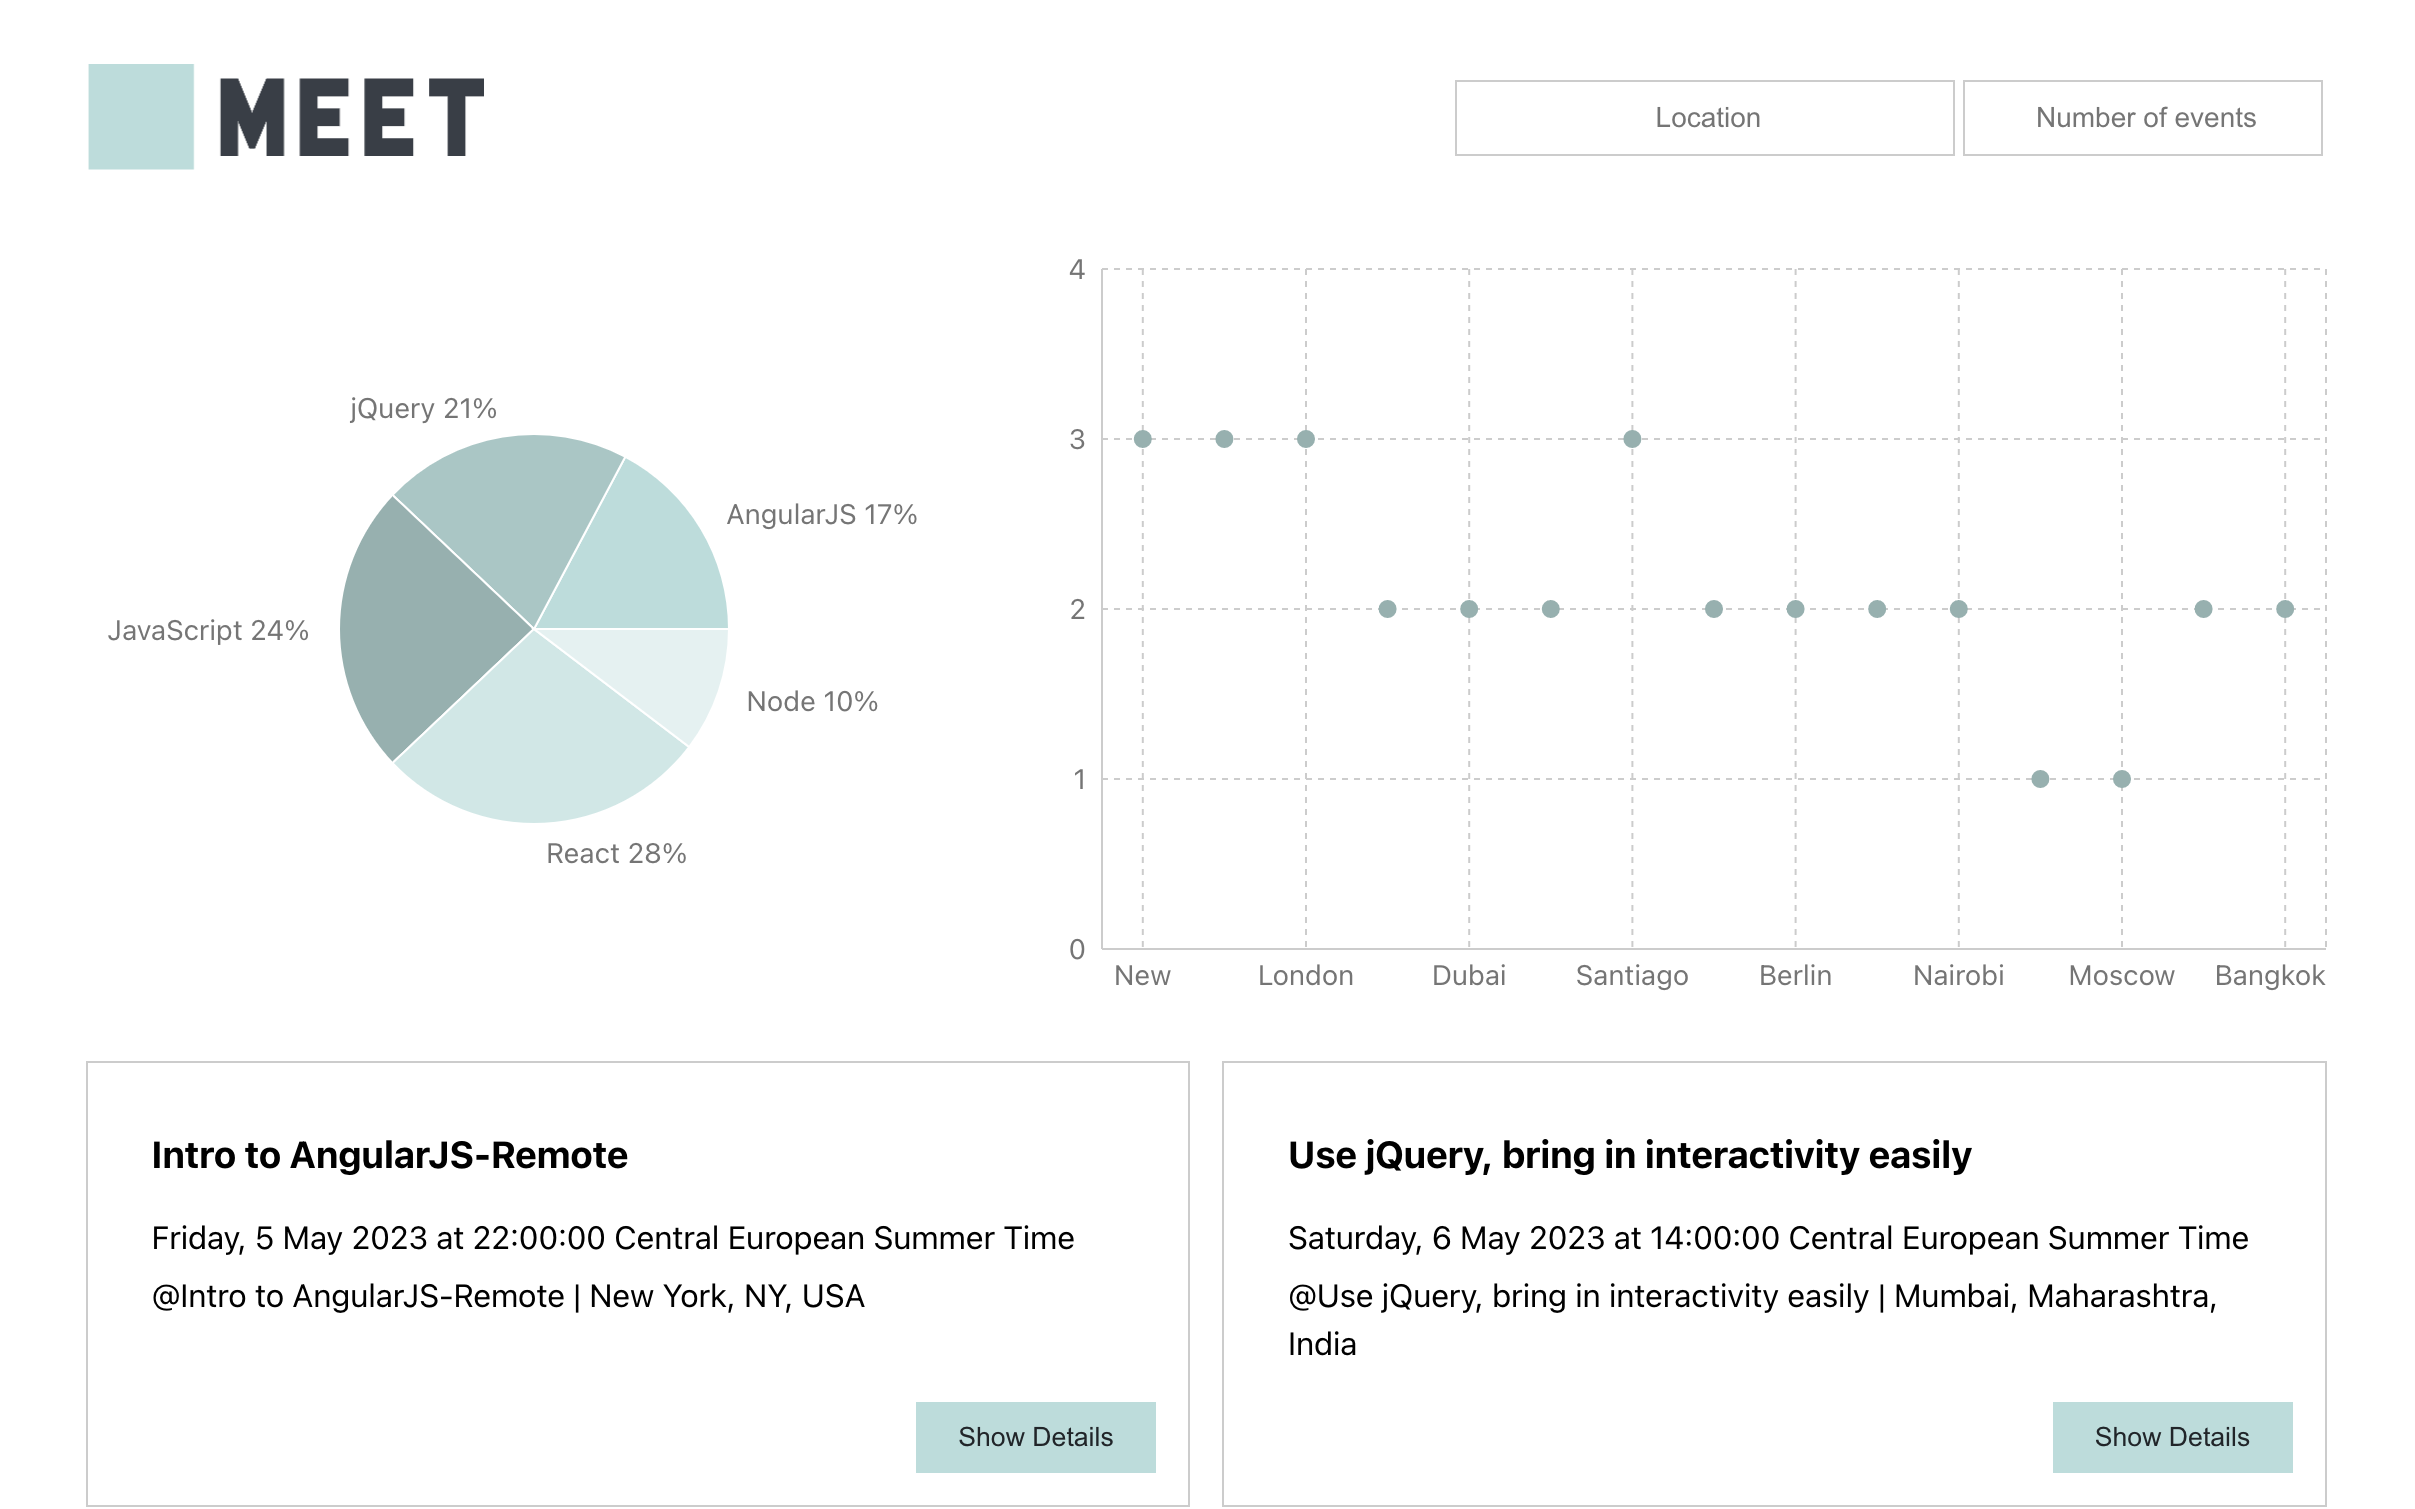 MEET
Location
Number of events
jQuery 21%
AngularJS 17%
JavaScript 24%
Node 10%
React 28%
4
3
2
1
0
New
London
Dubai
Santiago
Berlin
Nairobi
Moscow
Bangkok
Intro to AngularJS-Remote
Friday, 5 May 2023 at 22:00:00 Central European Summer Time
@Intro to AngularJS-Remote | New York, NY, USA
Show Details
Use jQuery, bring in interactivity easily
Saturday, 6 May 2023 at 14:00:00 Central European Summer Time
@Use jQuery, bring in interactivity easily | Mumbai, Maharashtra,
India
Show Details